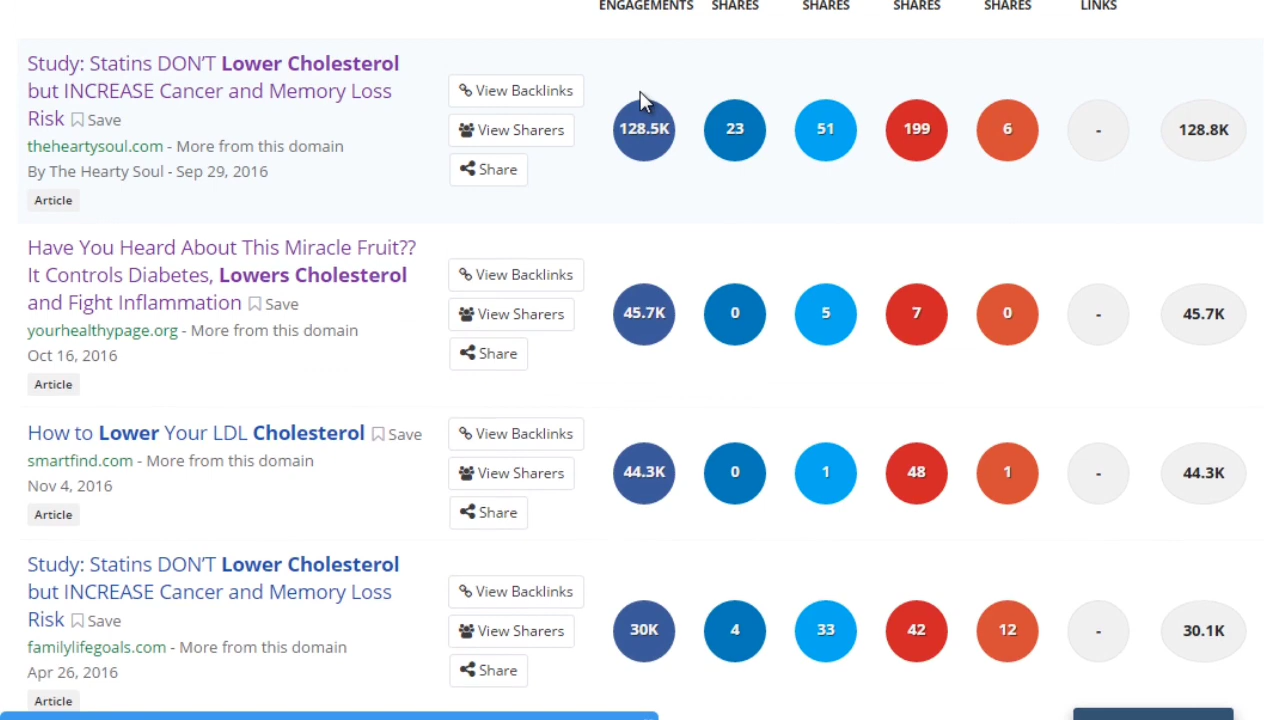 ENGAGEMENTS SHARES SHARES SHARES SHARES LINKS
Study: Statins DON'T Lower Cholesterol
but INCREASE Cancer and Memory Loss
Risk Save
theheartysoul.com - More from this domain
By The Hearty Soul - Sep 29, 2016
Article
View Backlinks
View Sharers
Share
128.5K 23 51 199 6 - 128.8K
Have You Heard About This Miracle Fruit??
It Controls Diabetes, Lowers Cholesterol
and Fight Inflammation Save
yourhealthypage.org - More from this domain
Oct 16, 2016
Article
View Backlinks
View Sharers
Share
45.7K 0 5 7 0 - 45.7K
How to Lower Your LDL Cholesterol Save
smartfind.com - More from this domain
Nov 4, 2016
Article
View Backlinks
View Sharers
Share
44.3K 0 1 48 1 - 44.3K
Study: Statins DON'T Lower Cholesterol
but INCREASE Cancer and Memory Loss
Risk Save
familylifegoals.com - More from this domain
Apr 26, 2016
Article
View Backlinks
View Sharers
Share
30K 4 33 42 12 - 30.1K